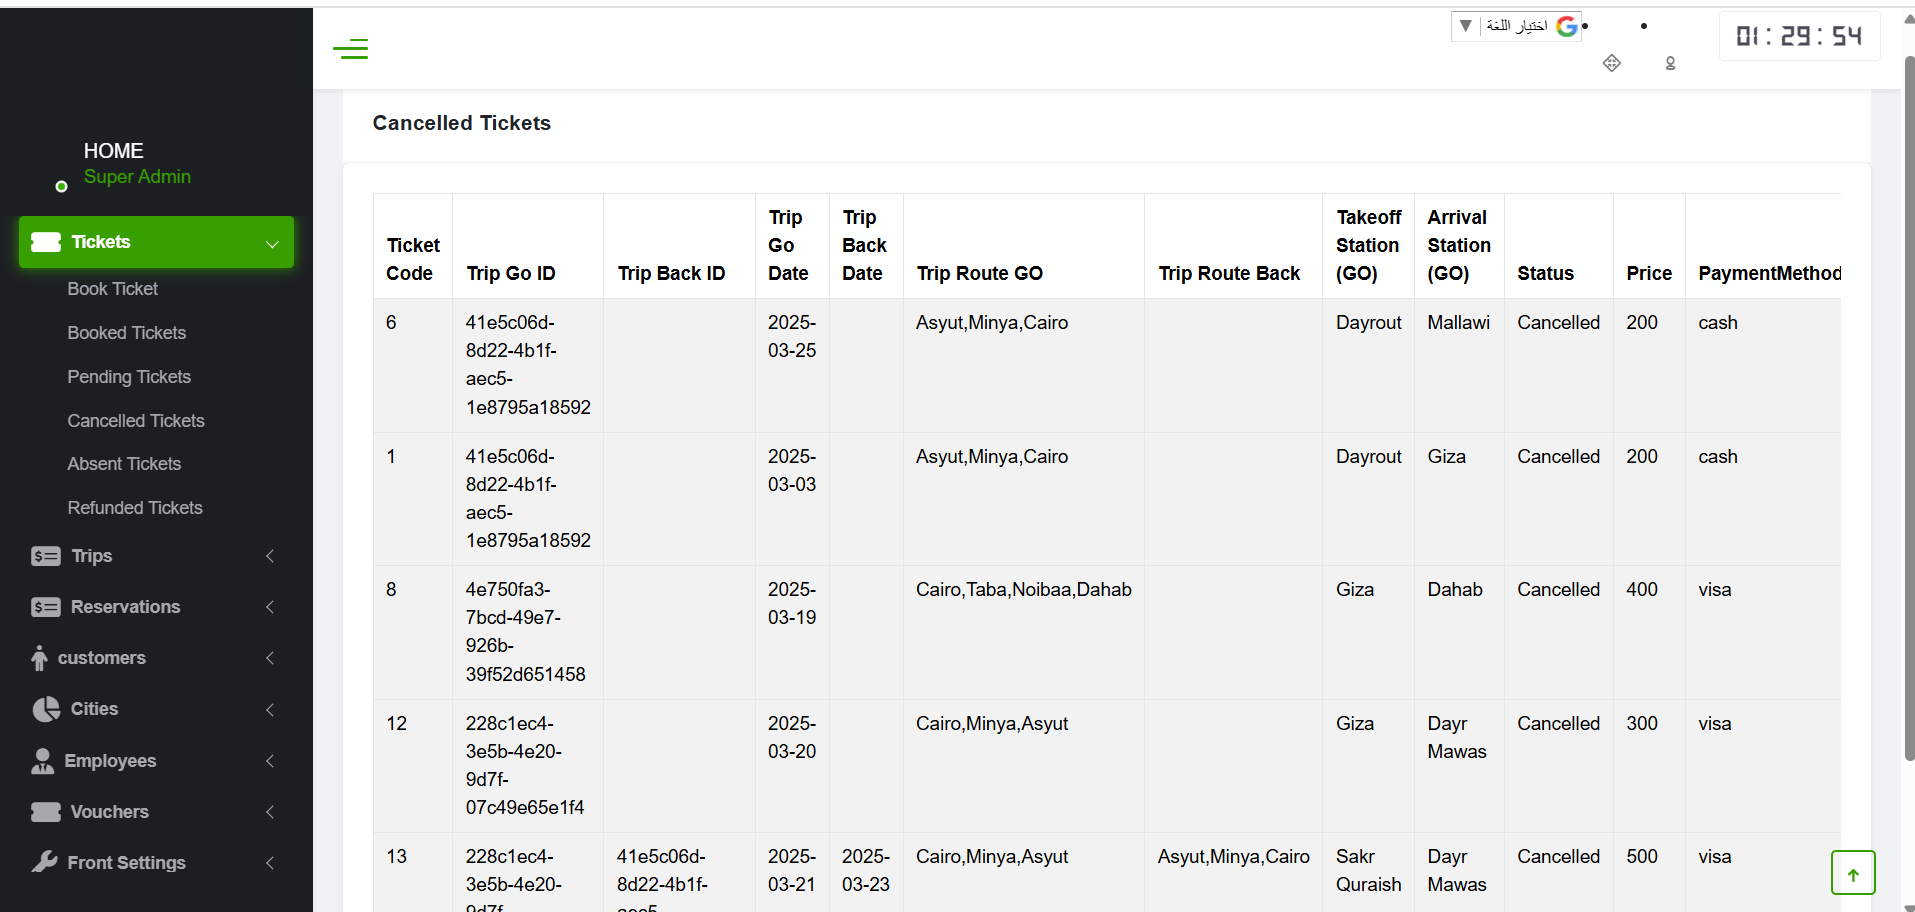 اختيار اللغة
▼
01:29:54
HOME
Super Admin
Tickets
Book Ticket
Booked Tickets
Pending Tickets
Cancelled Tickets
Absent Tickets
Refunded Tickets
Trips
Reservations
customers
Cities
Employees
Vouchers
Front Settings
Cancelled Tickets
Ticket
Code
Trip Go ID
Trip Back ID
Trip
Go
Date
Trip
Back
Date
Trip Route GO
Trip Route Back
Takeoff
Station
(GO)
Arrival
Station
(GO)
Status
Price
PaymentMethod
6
41e5c06d-
8d22-4b1f-
aec5-
1e8795a18592
2025-
03-25
Asyut,Minya,Cairo
Dayrout
Mallawi
Cancelled
200
cash
1
41e5c06d-
8d22-4b1f-
aec5-
1e8795a18592
2025-
03-03
Asyut,Minya,Cairo
Dayrout
Giza
Cancelled
200
cash
8
4e750fa3-
7bcd-49e7-
926b-
39f52d651458
2025-
03-19
Cairo,Taba,Noibaa,Dahab
Giza
Dahab
Cancelled
400
visa
12
228c1ec4-
3e5b-4e20-
9d7f-
07c49e65e1f4
2025-
03-20
Cairo,Minya,Asyut
Giza
Dayr
Mawas
Cancelled
300
visa
13
228c1ec4-
3e5b-4e20-
9d7f-
41e5c06d-
8d22-4b1f-
aec5-
2025-
03-21
2025-
03-23
Cairo,Minya,Asyut
Asyut,Minya,Cairo
Sakr
Quraish
Dayr
Mawas
Cancelled
500
visa